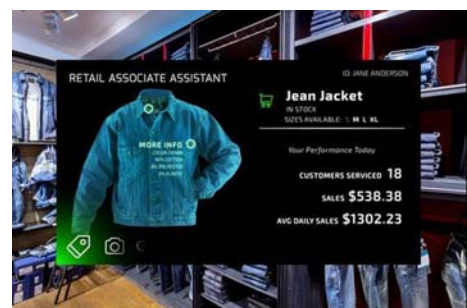 RETAIL ASSOCIATE ASSISTANT
ID: JANE ANDERSON
Jean Jacket
IN STOCK
SIZES AVAILABLE: S M L XL
MORE INFO
Your Performance Today
CUSTOMERS SERVICED 18
SALES $538.38
AVG DAILY SALES $1302.23